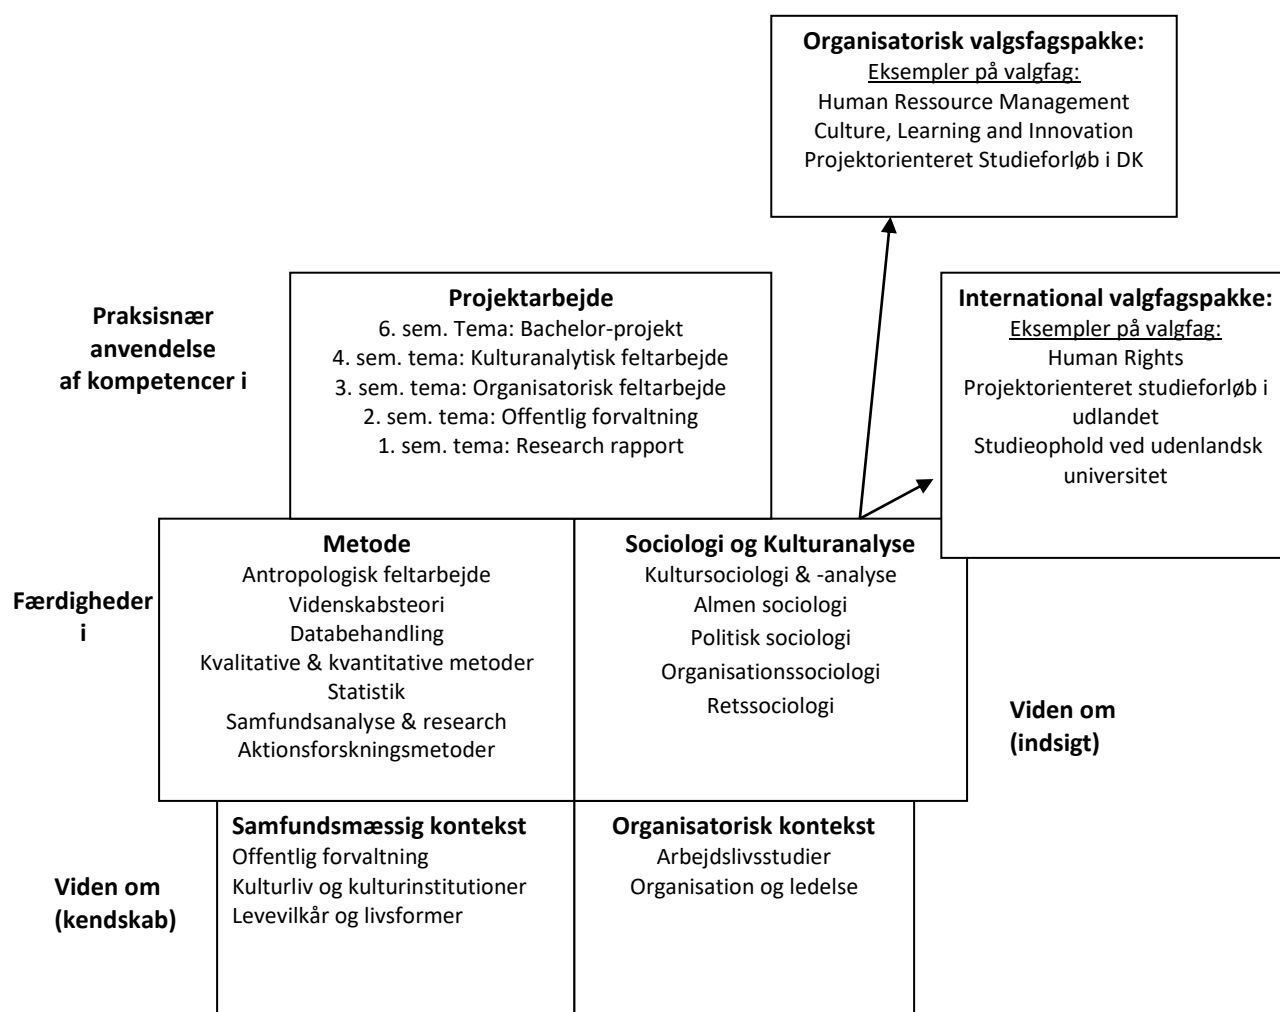 Organisatorisk valgsfagspakke:
Eksempler på valgfag:
Human Ressource Management
Culture, Learning and Innovation
Projektorienteret Studieforløb i DK
Praksisnær
anvendelse
af kompetencer i
Projektarbejde
6. sem. Tema: Bachelor-projekt
4. sem. tema: Kulturanalytisk feltarbejde
3. sem. tema: Organisatorisk feltarbejde
2. sem. tema: Offentlig forvaltning
1. sem. tema: Research rapport
International valgfagspakke:
Eksempler på valgfag:
Human Rights
Projektorienteret studieforløb i
udlandet
Studieophold ved udenlandsk
universitet
Færdigheder
i
Metode
Antropologisk feltarbejde
Videnskabsteori
Databehandling
Kvalitative & kvantitative metoder
Statistik
Samfundsanalyse & research
Aktionsforskningsmetoder
Sociologi og Kulturanalyse
Kultursociologi & -analyse
Almen sociologi
Politisk sociologi
Organisationssociologi
Retssociologi
Viden om
(indsigt)
Viden om
(kendskab)
Samfundsmæssig kontekst
Offentlig forvaltning
Kulturliv og kulturinstitutioner
Levevilkår og livsformer
Organisatorisk kontekst
Arbejdslivsstudier
Organisation og ledelse